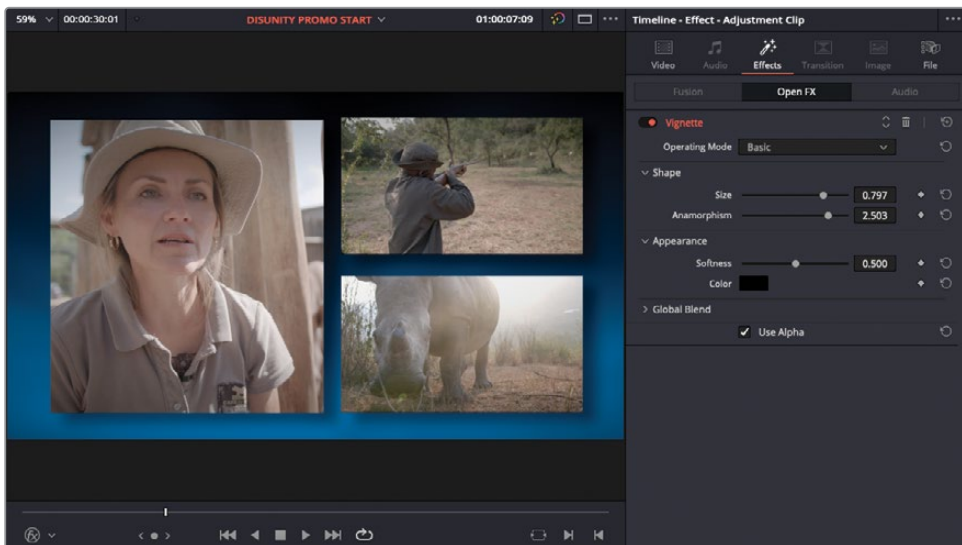 59% 00:00:30:01 DISUNITY PROMO START 01:00:07:09
Timeline - Effect - Adjustment Clip
Video Audio Effects Transition Image File
Fusion Open FX Audio
Vignette
Operating Mode Basic
Shape
Size 0.797
Anamorphism 2.503
Appearance
Softness 0.500
Color
Global Blend
Use Alpha
fx